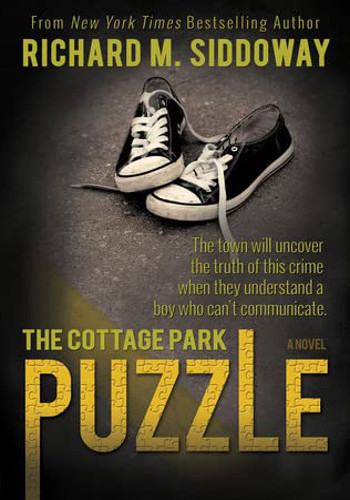 From New York Times Bestselling Author
RICHARD M. SIDDOWAY
The town will uncover
the truth of this crime
when they understand a
boy who can't communicate.
THE COTTAGE PARK
A NOVEL
PUZZLE